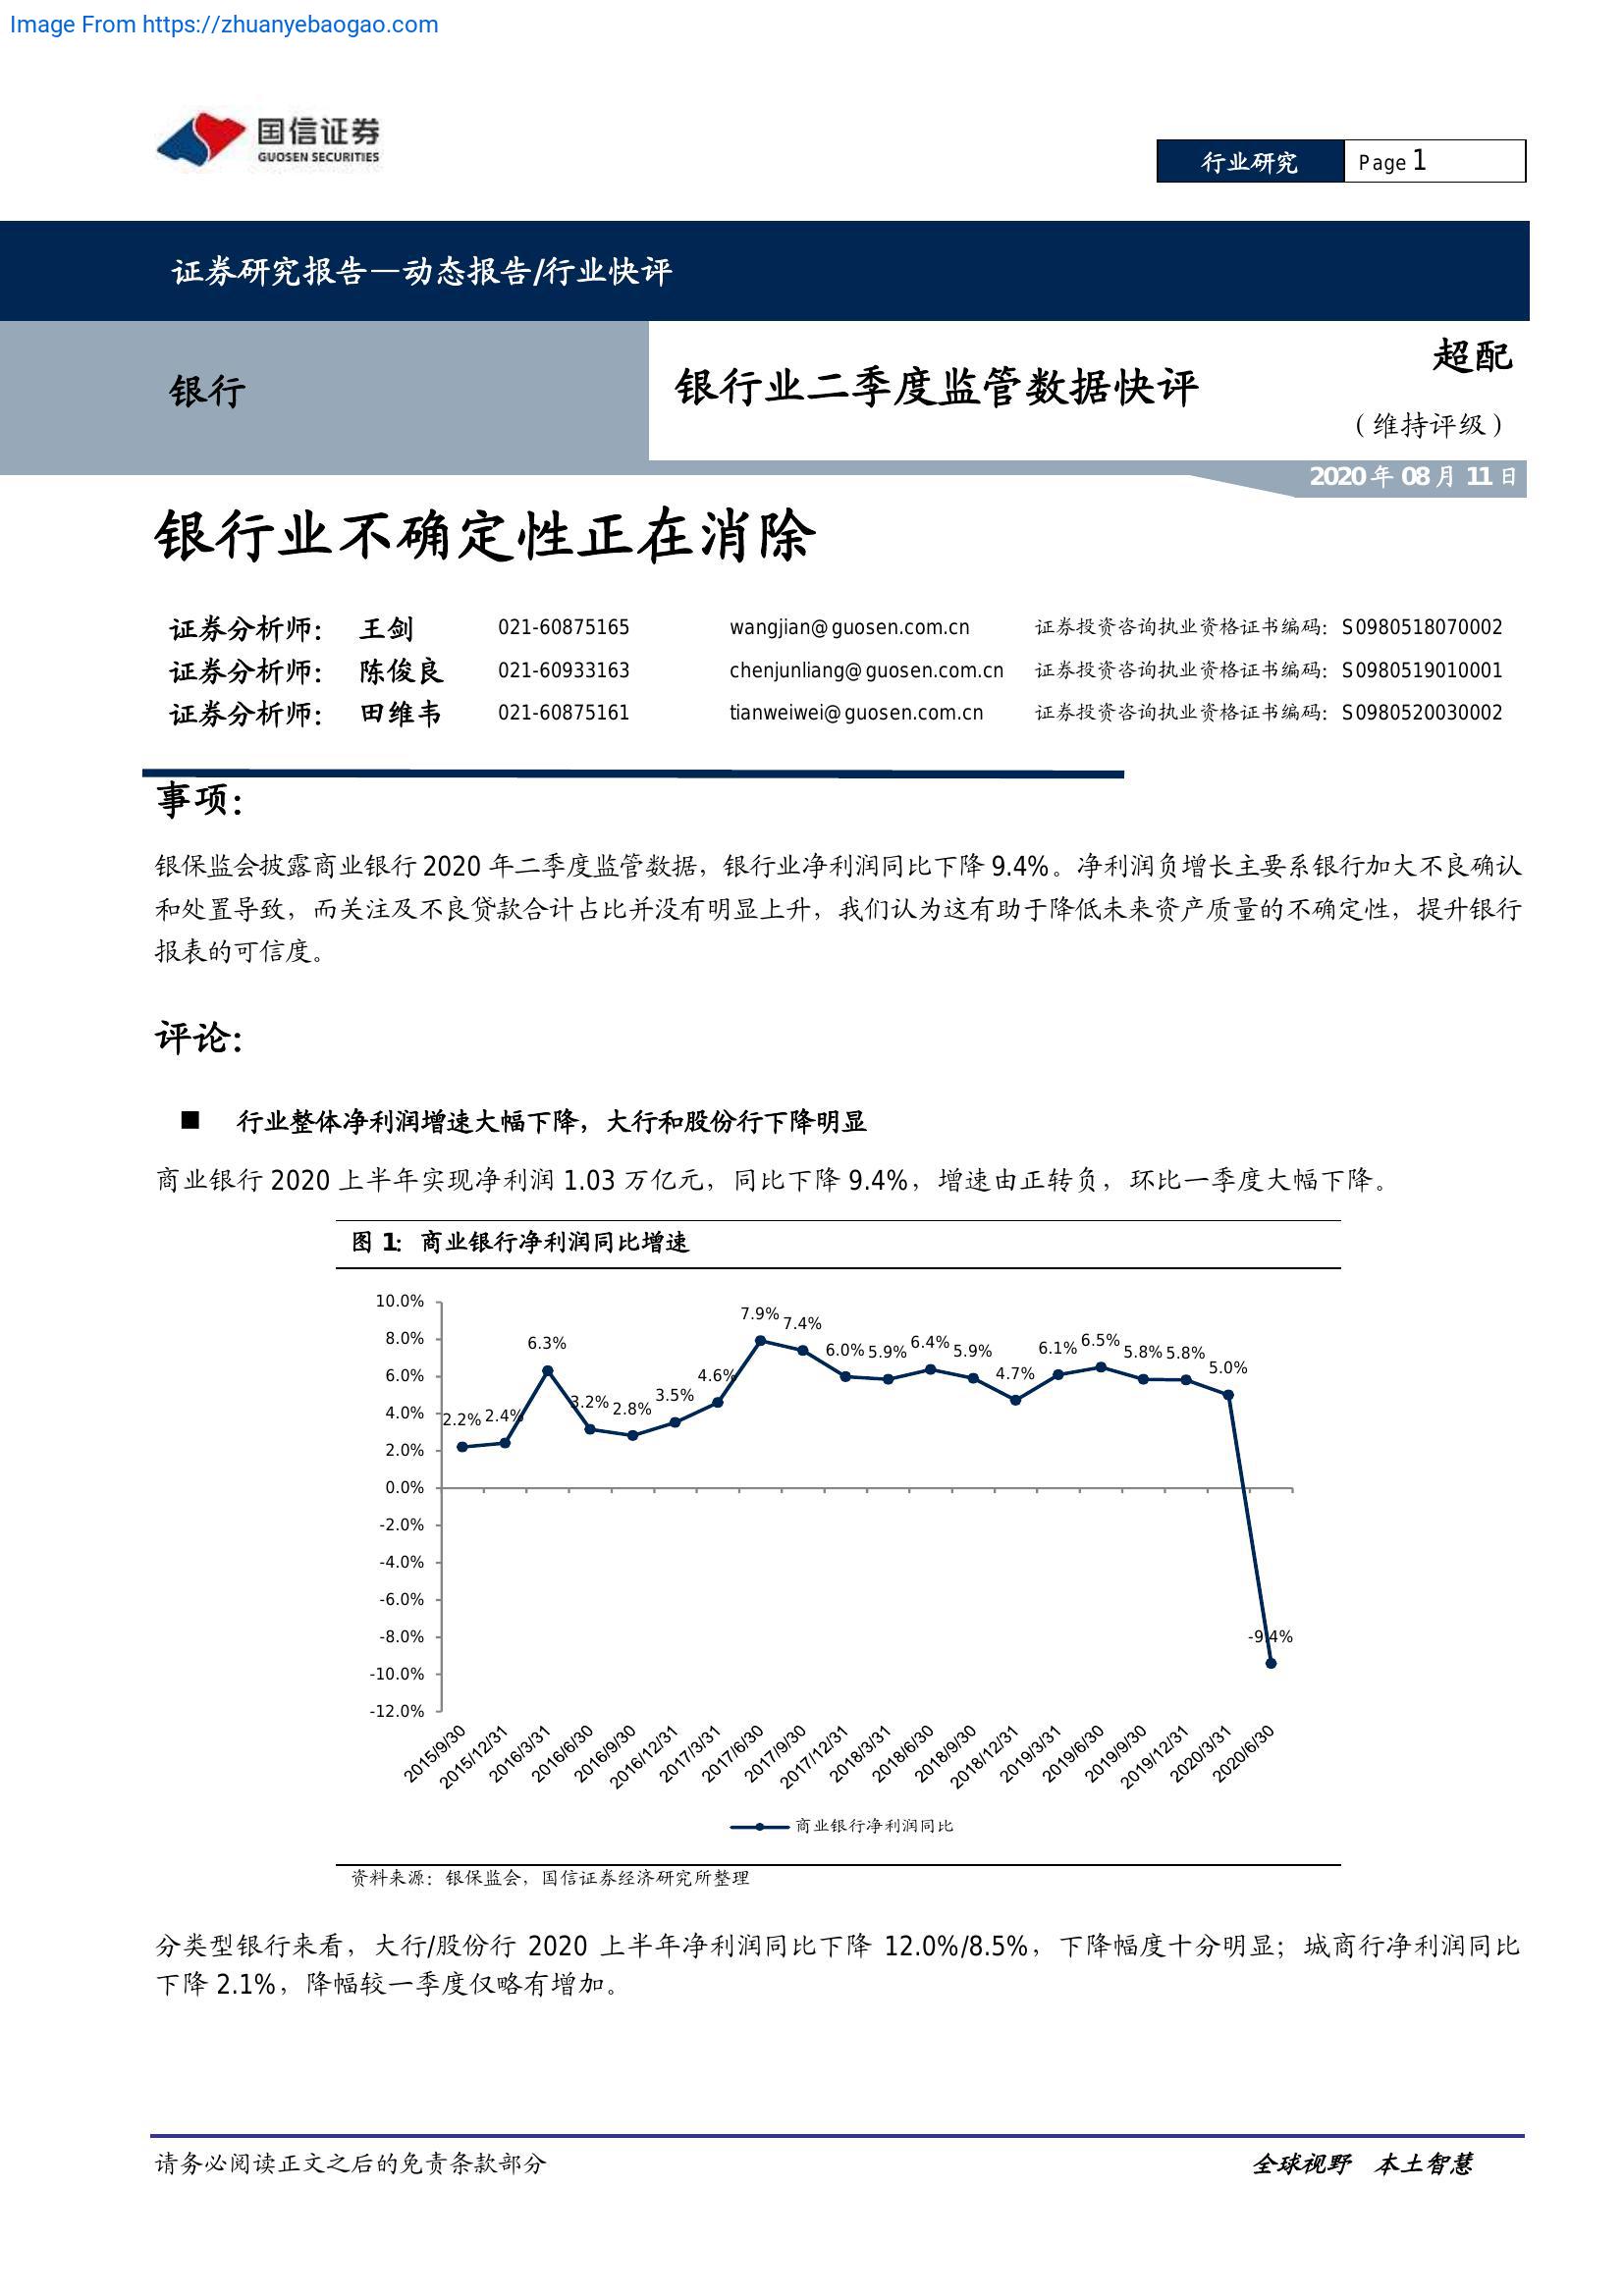 Image From https://zhuanyebaogao.com
国信证券
GUOSEN SECURITIES
行业研究 Page 1
证券研究报告—动态报告/行业快评
银行
银行业二季度监管数据快评
超配
（维持评级）
2020 年 08 月 11 日
银行业不确定性正在消除
证券分析师： 王剑 021-60875165 wangjian@guosen.com.cn 证券投资咨询执业资格证书编码：S0980518070002
证券分析师： 陈俊良 021-60933163 chenjunliang@guosen.com.cn 证券投资咨询执业资格证书编码：S0980519010001
证券分析师： 田维韦 021-60875161 tianweiwei@guosen.com.cn 证券投资咨询执业资格证书编码：S0980520030002
事项：
银保监会披露商业银行 2020 年二季度监管数据，银行业净利润同比下降 9.4%。净利润负增长主要系银行加大不良确认
和处置导致，而关注及不良贷款合计占比并没有明显上升，我们认为这有助于降低未来资产质量的不确定性，提升银行
报表的可信度。
评论：
■ 行业整体净利润增速大幅下降，大行和股份行下降明显
商业银行 2020 上半年实现净利润 1.03 万亿元，同比下降 9.4%，增速由正转负，环比一季度大幅下降。
图 1： 商业银行净利润同比增速
10.0%
8.0%
6.0%
4.0%
2.0%
0.0%
-2.0%
-4.0%
-6.0%
-8.0%
-10.0%
-12.0%
2.2% 2.4% 6.3% 3.2% 2.8% 3.5% 4.6% 7.9% 7.4% 6.0% 5.9% 6.4% 5.9% 4.7% 6.1% 6.5% 5.8% 5.8% 5.0% -9.4%
2015/9/30 2015/12/31 2016/3/31 2016/6/30 2016/9/30 2016/12/31 2017/3/31 2017/6/30 2017/9/30 2017/12/31 2018/3/31 2018/6/30 2018/9/30 2018/12/31 2019/3/31 2019/6/30 2019/9/30 2019/12/31 2020/3/31 2020/6/30
商业银行净利润同比
资料来源：银保监会，国信证券经济研究所整理
分类型银行来看，大行/股份行 2020 上半年净利润同比下降 12.0%/8.5%，下降幅度十分明显；城商行净利润同比
下降 2.1%，降幅较一季度仅略有增加。
请务必阅读正文之后的免责条款部分
全球视野 本土智慧